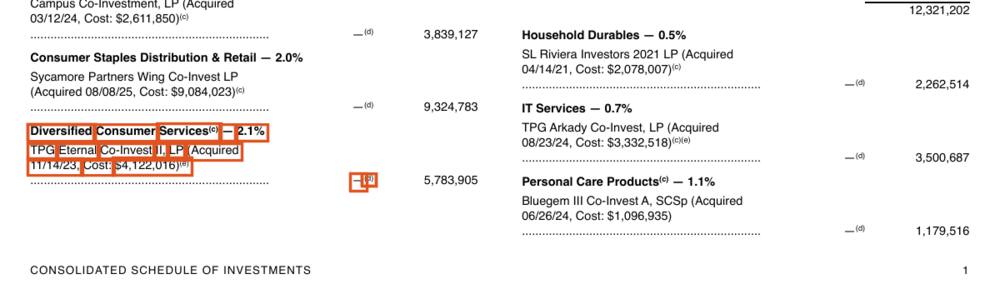 Campus Co-Investment, LP (Acquired
03/12/24, Cost: $2,611,850)(c)
................................................................ —(d) 3,839,127
Consumer Staples Distribution & Retail — 2.0%
Sycamore Partners Wing Co-Invest LP
(Acquired 08/08/25, Cost: $9,084,023)(c)
................................................................ —(d) 9,324,783
Diversified Consumer Services(c) — 2.1%
TPG Eternal Co-Invest II, LP (Acquired
11/14/23, Cost: $4,122,016)(e)
................................................................ —(d) 5,783,905
12,321,202
Household Durables — 0.5%
SL Riviera Investors 2021 LP (Acquired
04/14/21, Cost: $2,078,007)(c)
................................................................ —(d) 2,262,514
IT Services — 0.7%
TPG Arkady Co-Invest, LP (Acquired
08/23/24, Cost: $3,332,518)(c)(e)
................................................................ —(d) 3,500,687
Personal Care Products(c) — 1.1%
Bluegem III Co-Invest A, SCSp (Acquired
06/26/24, Cost: $1,096,935)
................................................................ —(d) 1,179,516
CONSOLIDATED SCHEDULE OF INVESTMENTS 1